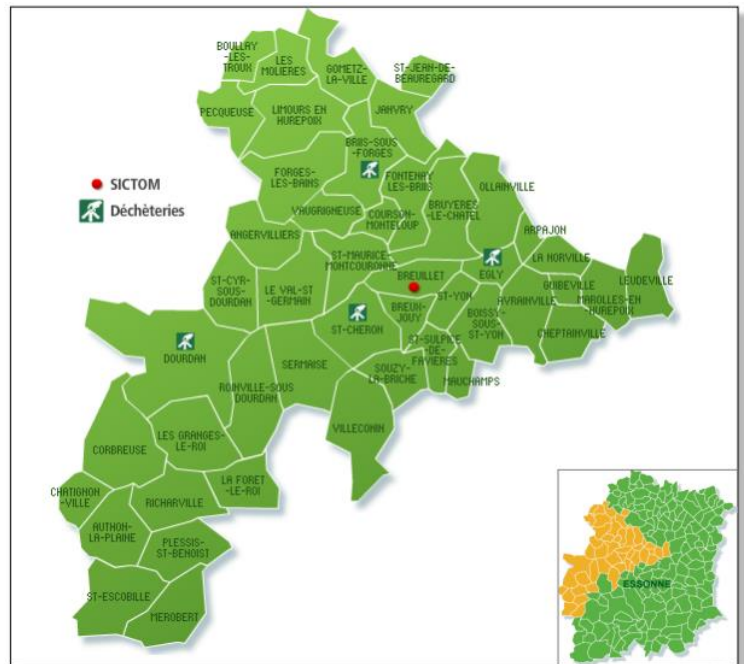 BOULLAY
-LES-
TROUX
LES
MOLIERES
GOMETZ-
LA-VILLE
ST-JEAN-DE-
BEAUREGARD
PECQUEUSE
LIMOURS EN
HUREPOIX
JANVRY
BRIIS-SOUS
-FORGES
FORGES
-LES-BAINS
FONTENAY
LES-BRIIS
OLLAINVILLE
BRUYERES
-LE-CHATEL
VAUGRIGNEUSE
COURSON-
MONTELOUP
SICTOM
Déchèteries
ANGERVILLIERS
ARPAJON
ST-MAURICE-
MONTCOURONNE
LA NORVILLE
EGLY
BREUILLET
ST-CYR-
SOUS-
DOURDAN
LE VAL-ST
-GERMAIN
ST-YON
AVRAINVILLE
GUIBEVILLE
LEUDEVILLE
MAROLLES-EN
-HUREPOIX
BREUX-
JOUY
BOISSY-
SOUS-
ST-YON
CHEPTAINVILLE
ST-CHERON
ST-SULPICE
-DE-
FAVIERES
DOURDAN
SERMAISE
SOUZY-
LA-BRICHE
MAUCHAMPS
ROINVILLE-SOUS
DOURDAN
VILLECONIN
LES GRANGES-
LE-ROI
CORBREUSE
LA FORET
-LE-ROI
CHATIGNON
-VILLE
RICHARVILLE
AUTHON
-LA-PLAINE
PLESSIS-
ST-BENOIST
ST-ESCOBILLE
MEROBERT
ESSONNE